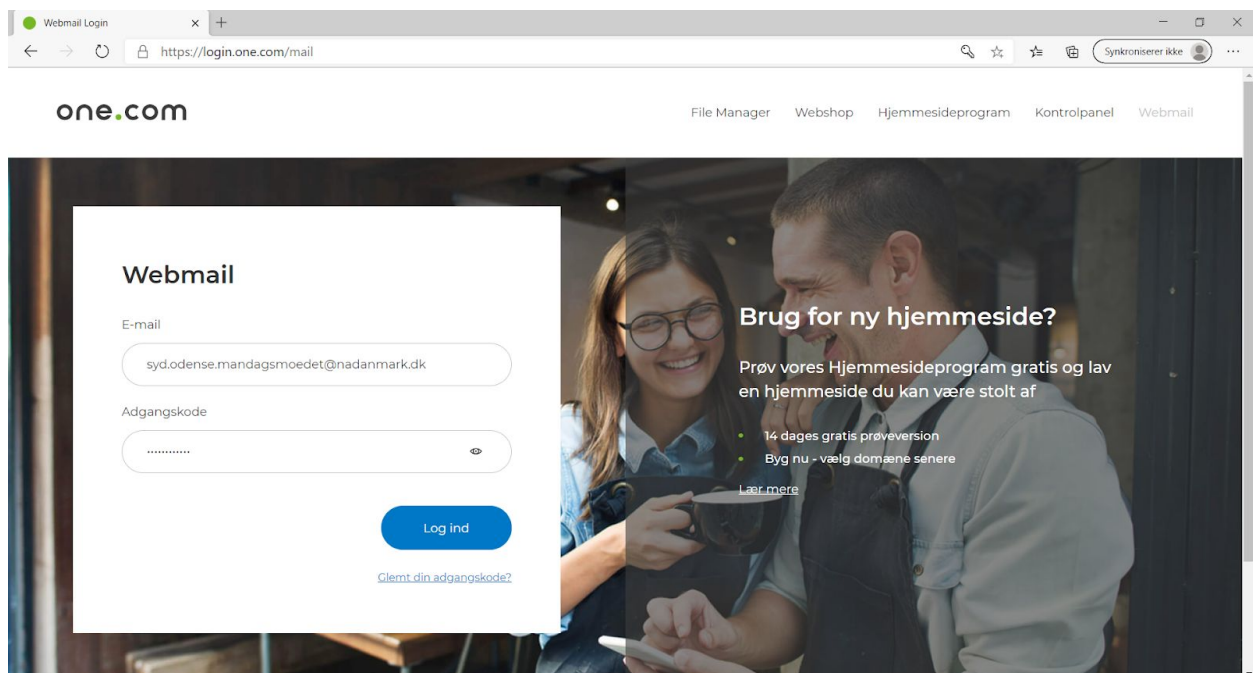 Webmail Login
https://login.one.com/mail
Synkroniserer ikke
one.com
File Manager Webshop Hjemmesideprogram Kontrolpanel Webmail
Webmail
E-mail
syd.odense.mandagsmoedet@nadanmark.dk
Adgangskode
............
Log ind
Glemt din adgangskode?
Brug for ny hjemmeside?
Prøv vores Hjemmesideprogram gratis og lav
en hjemmeside du kan være stolt af
14 dages gratis prøveversion
Byg nu - vælg domæne senere
Lær mere